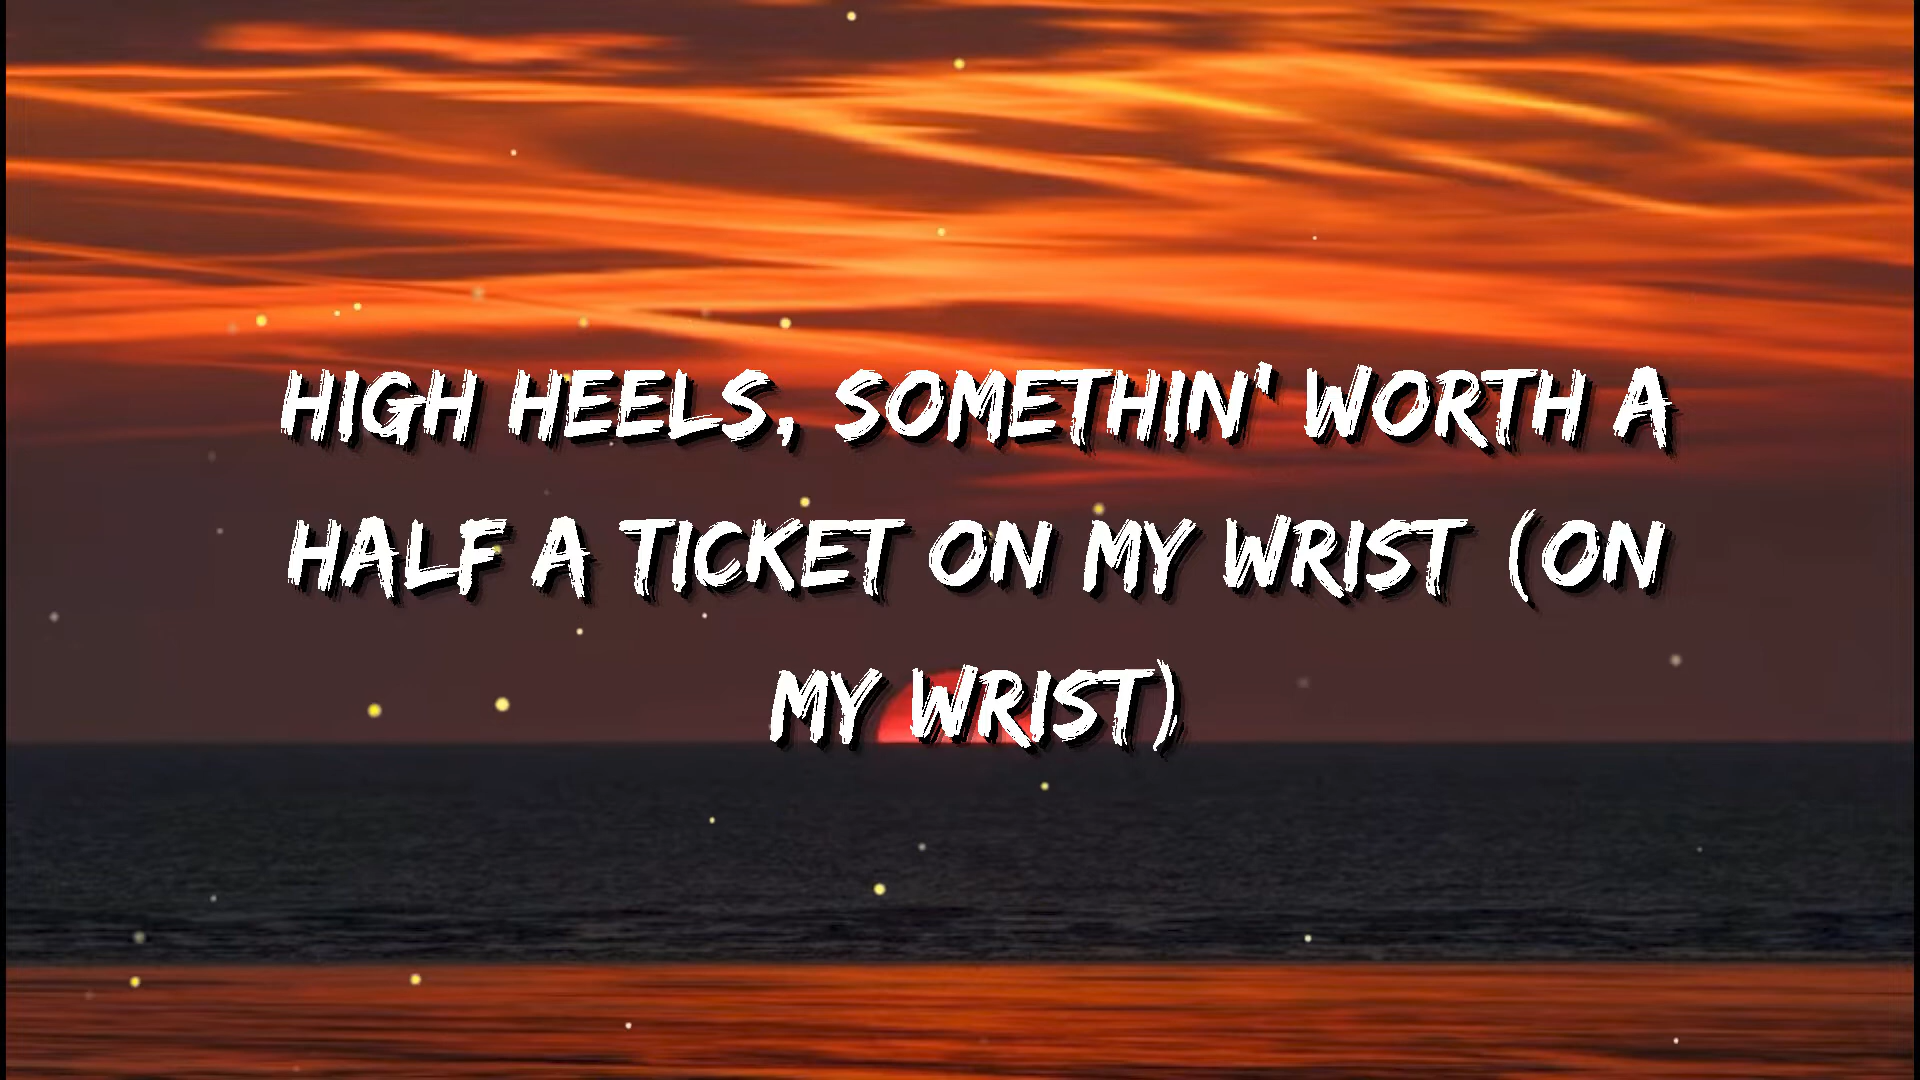 HIGH HEELS, SOMETHIN' WORTH A
HALF A TICKET ON MY WRIST (ON
MY WRIST)